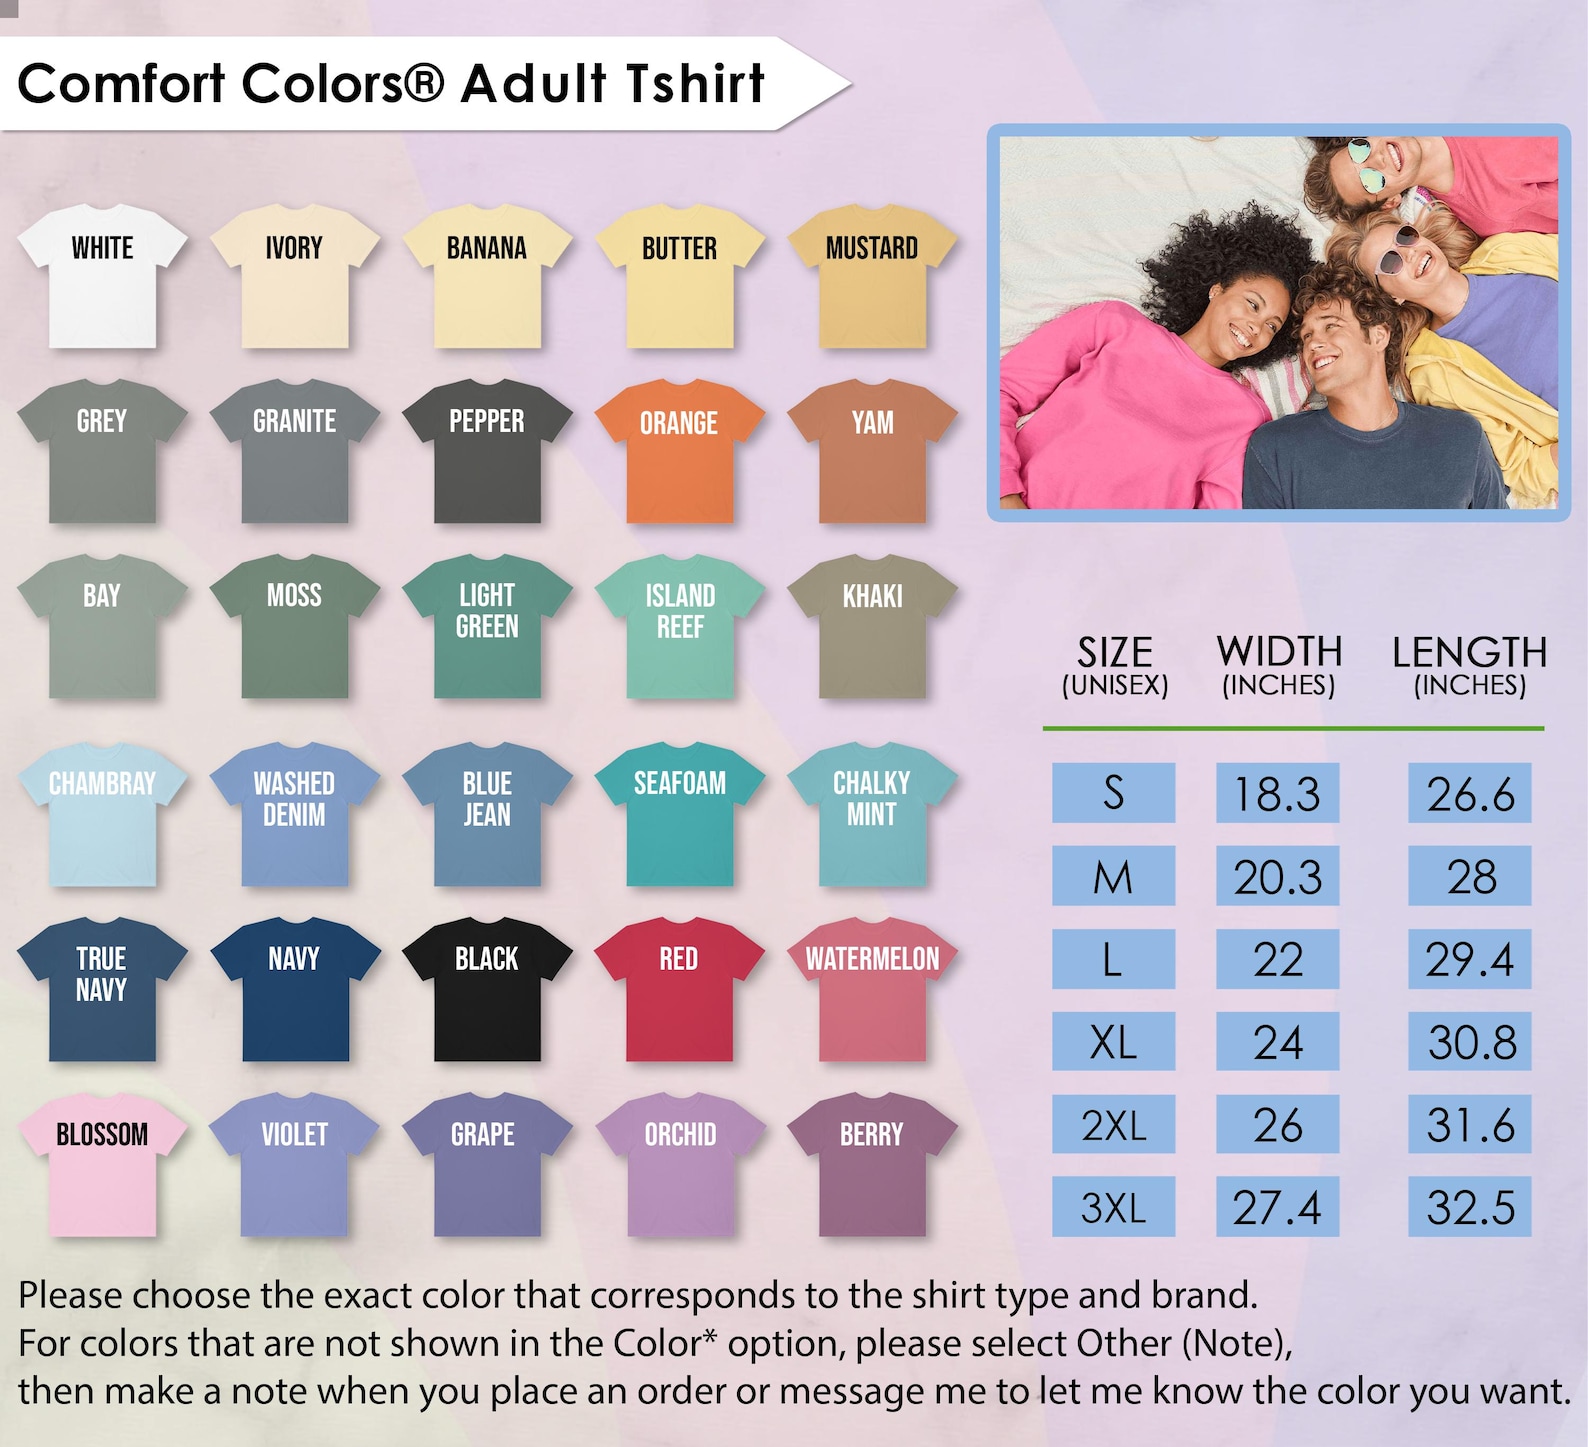 Comfort Colors® Adult Tshirt
WHITE
IVORY
BANANA
BUTTER
MUSTARD
GREY
GRANITE
PEPPER
ORANGE
YAM
BAY
MOSS
LIGHT
GREEN
ISLAND
REEF
KHAKI
CHAMBRAY
WASHED
DENIM
BLUE
JEAN
SEAFOAM
CHALKY
MINT
TRUE
NAVY
NAVY
BLACK
RED
WATERMELON
BLOSSOM
VIOLET
GRAPE
ORCHID
BERRY
SIZE WIDTH LENGTH
(UNISEX) (INCHES) (INCHES)
S 18.3 26.6
M 20.3 28
L 22 29.4
XL 24 30.8
2XL 26 31.6
3XL 27.4 32.5
Please choose the exact color that corresponds to the shirt type and brand.
For colors that are not shown in the Color* option, please select Other (Note),
then make a note when you place an order or message me to let me know the color you want.